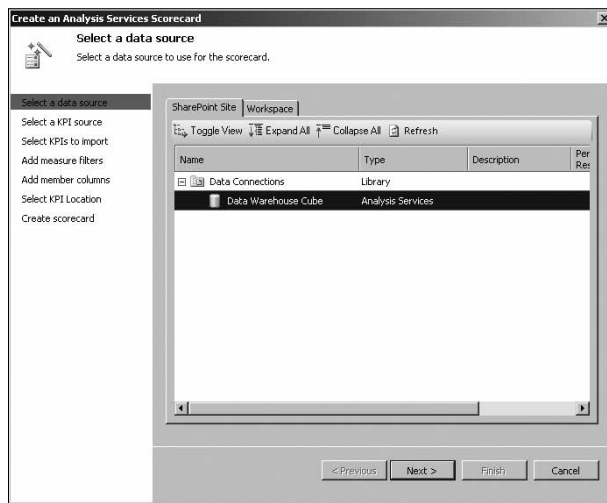 Create an Analysis Services Scorecard
Select a data source
Select a data source to use for the scorecard.
Select a data source
Select a KPI source
Select KPIs to import
Add measure filters
Add member columns
Select KPI Location
Create scorecard
SharePoint Site Workspace
Toggle View Expand All Collapse All Refresh
Name Type Description Per Res
Data Connections Library
Data Warehouse Cube Analysis Services
< Previous Next > Finish Cancel